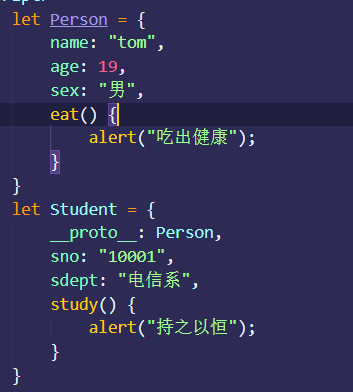 let Person = {
    name: "tom",
    age: 19,
    sex: "男",
    eat() {
        alert("吃出健康");
    }
}
let Student = {
    __proto__: Person,
    sno: "10001",
    sdept: "电信系",
    study() {
        alert("持之以恒");
    }
}